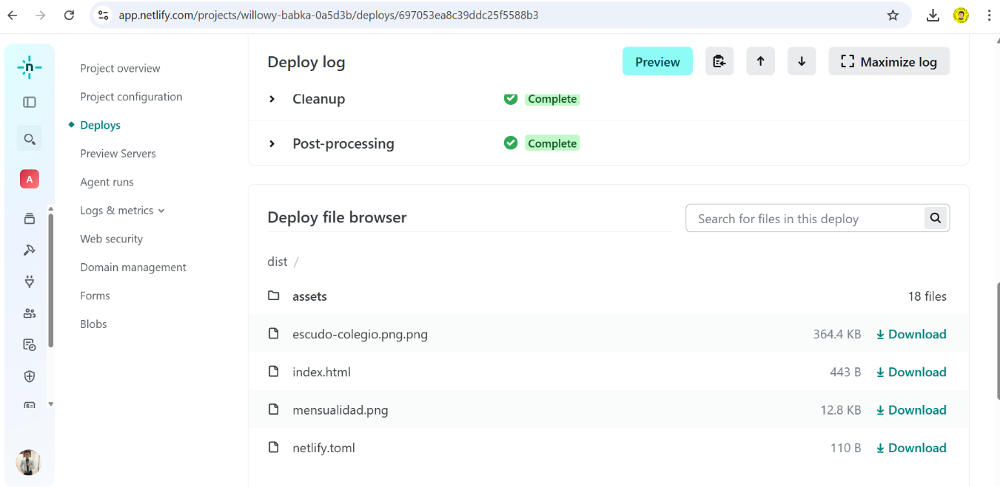 app.netlify.com/projects/willowy-babka-0a5d3b/deploys/697053ea8c39ddc25f5588b3
n
A
Project overview
Project configuration
Deploys
Preview Servers
Agent runs
Logs & metrics
Web security
Domain management
Forms
Blobs
Deploy log
Preview
Maximize log
Cleanup Complete
Post-processing Complete
Deploy file browser
Search for files in this deploy
dist /
assets 18 files
escudo-colegio.png.png 364.4 KB Download
index.html 443 B Download
mensualidad.png 12.8 KB Download
netlify.toml 110 B Download